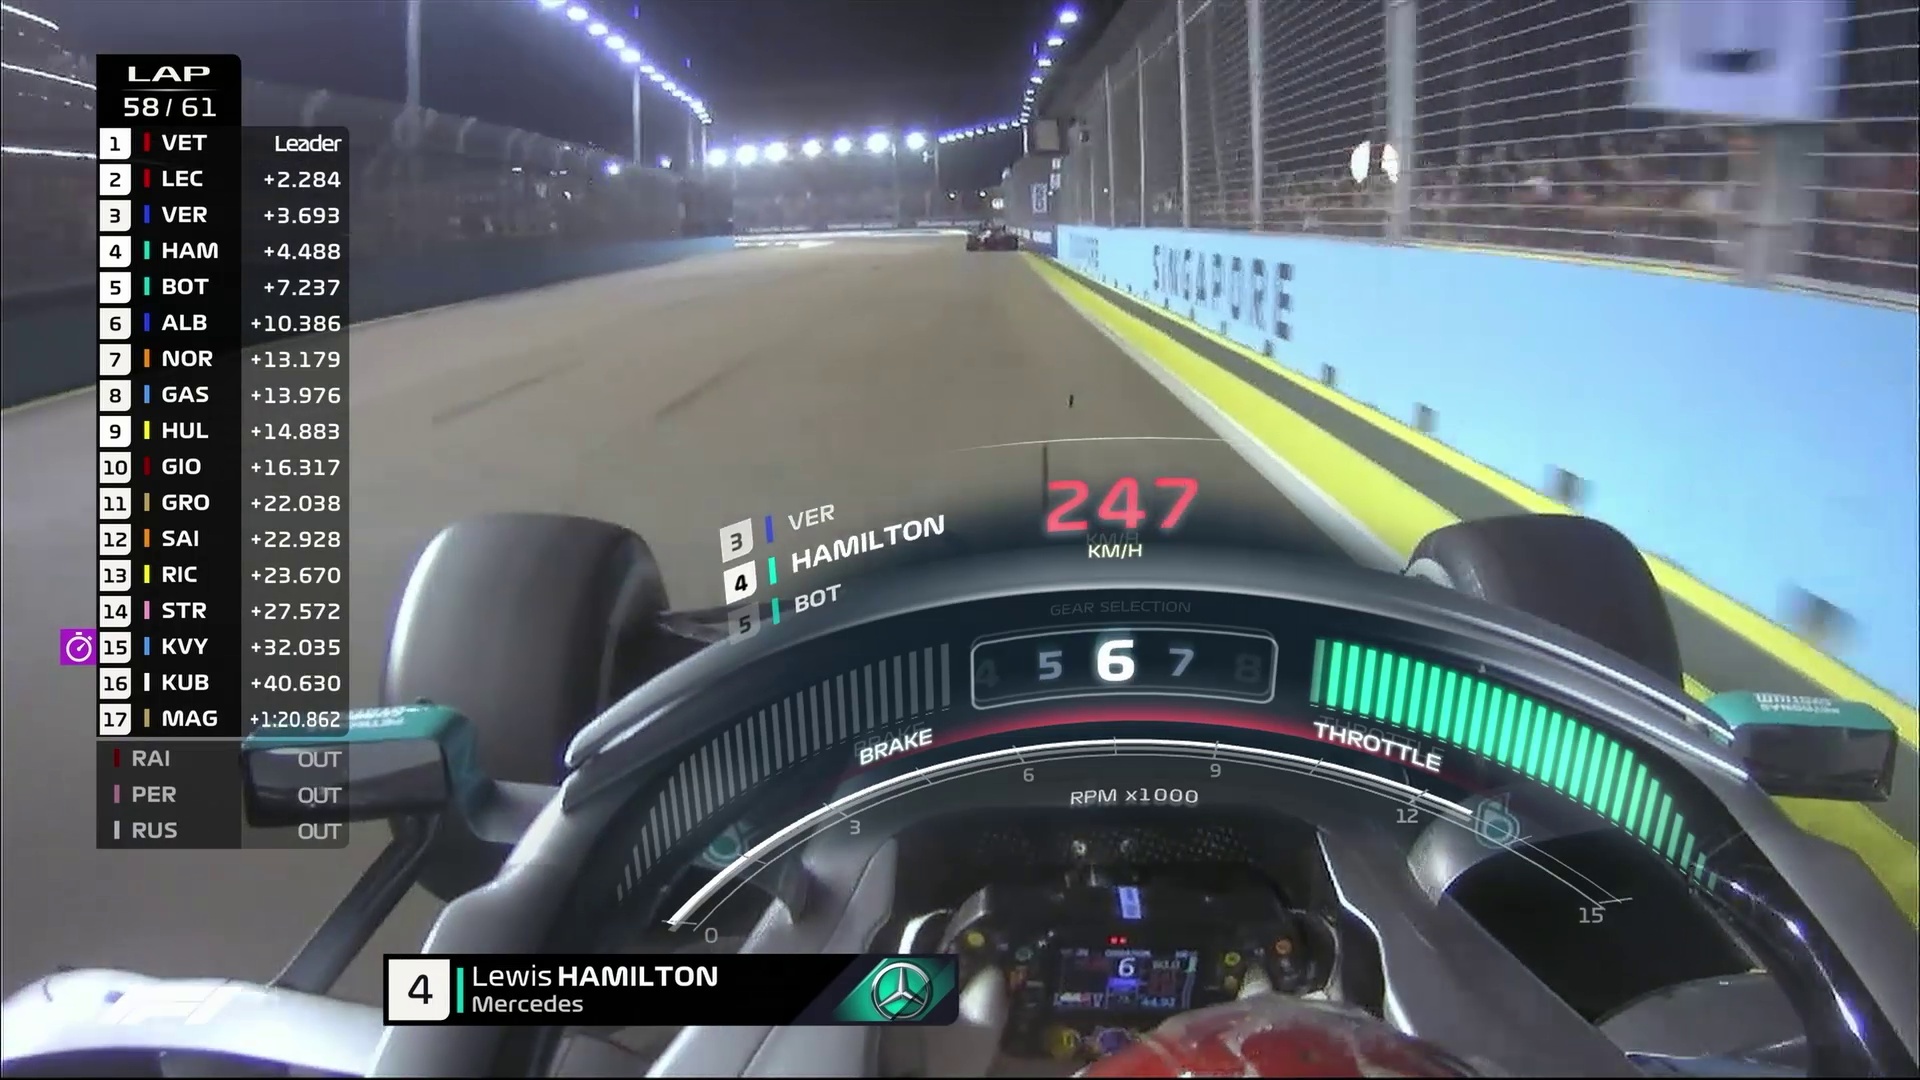 LAP
58 / 61
1 VET Leader
2 LEC +2.284
3 VER +3.693
4 HAM +4.488
5 BOT +7.237
6 ALB +10.386
7 NOR +13.179
8 GAS +13.976
9 HUL +14.883
10 GIO +16.317
11 GRO +22.038
12 SAI +22.928
13 RIC +23.670
14 STR +27.572
15 KVY +32.035
16 KUB +40.630
17 MAG +1:20.862
RAI OUT
PER OUT
RUS OUT
SINGAPORE
3 VER
4 HAMILTON
5 BOT
247
KM/H
GEAR SELECTION
4 5 6 7 8
BRAKE
THROTTLE
RPM x1000
0 3 6 9 12 15
6
4 Lewis HAMILTON
Mercedes
F1